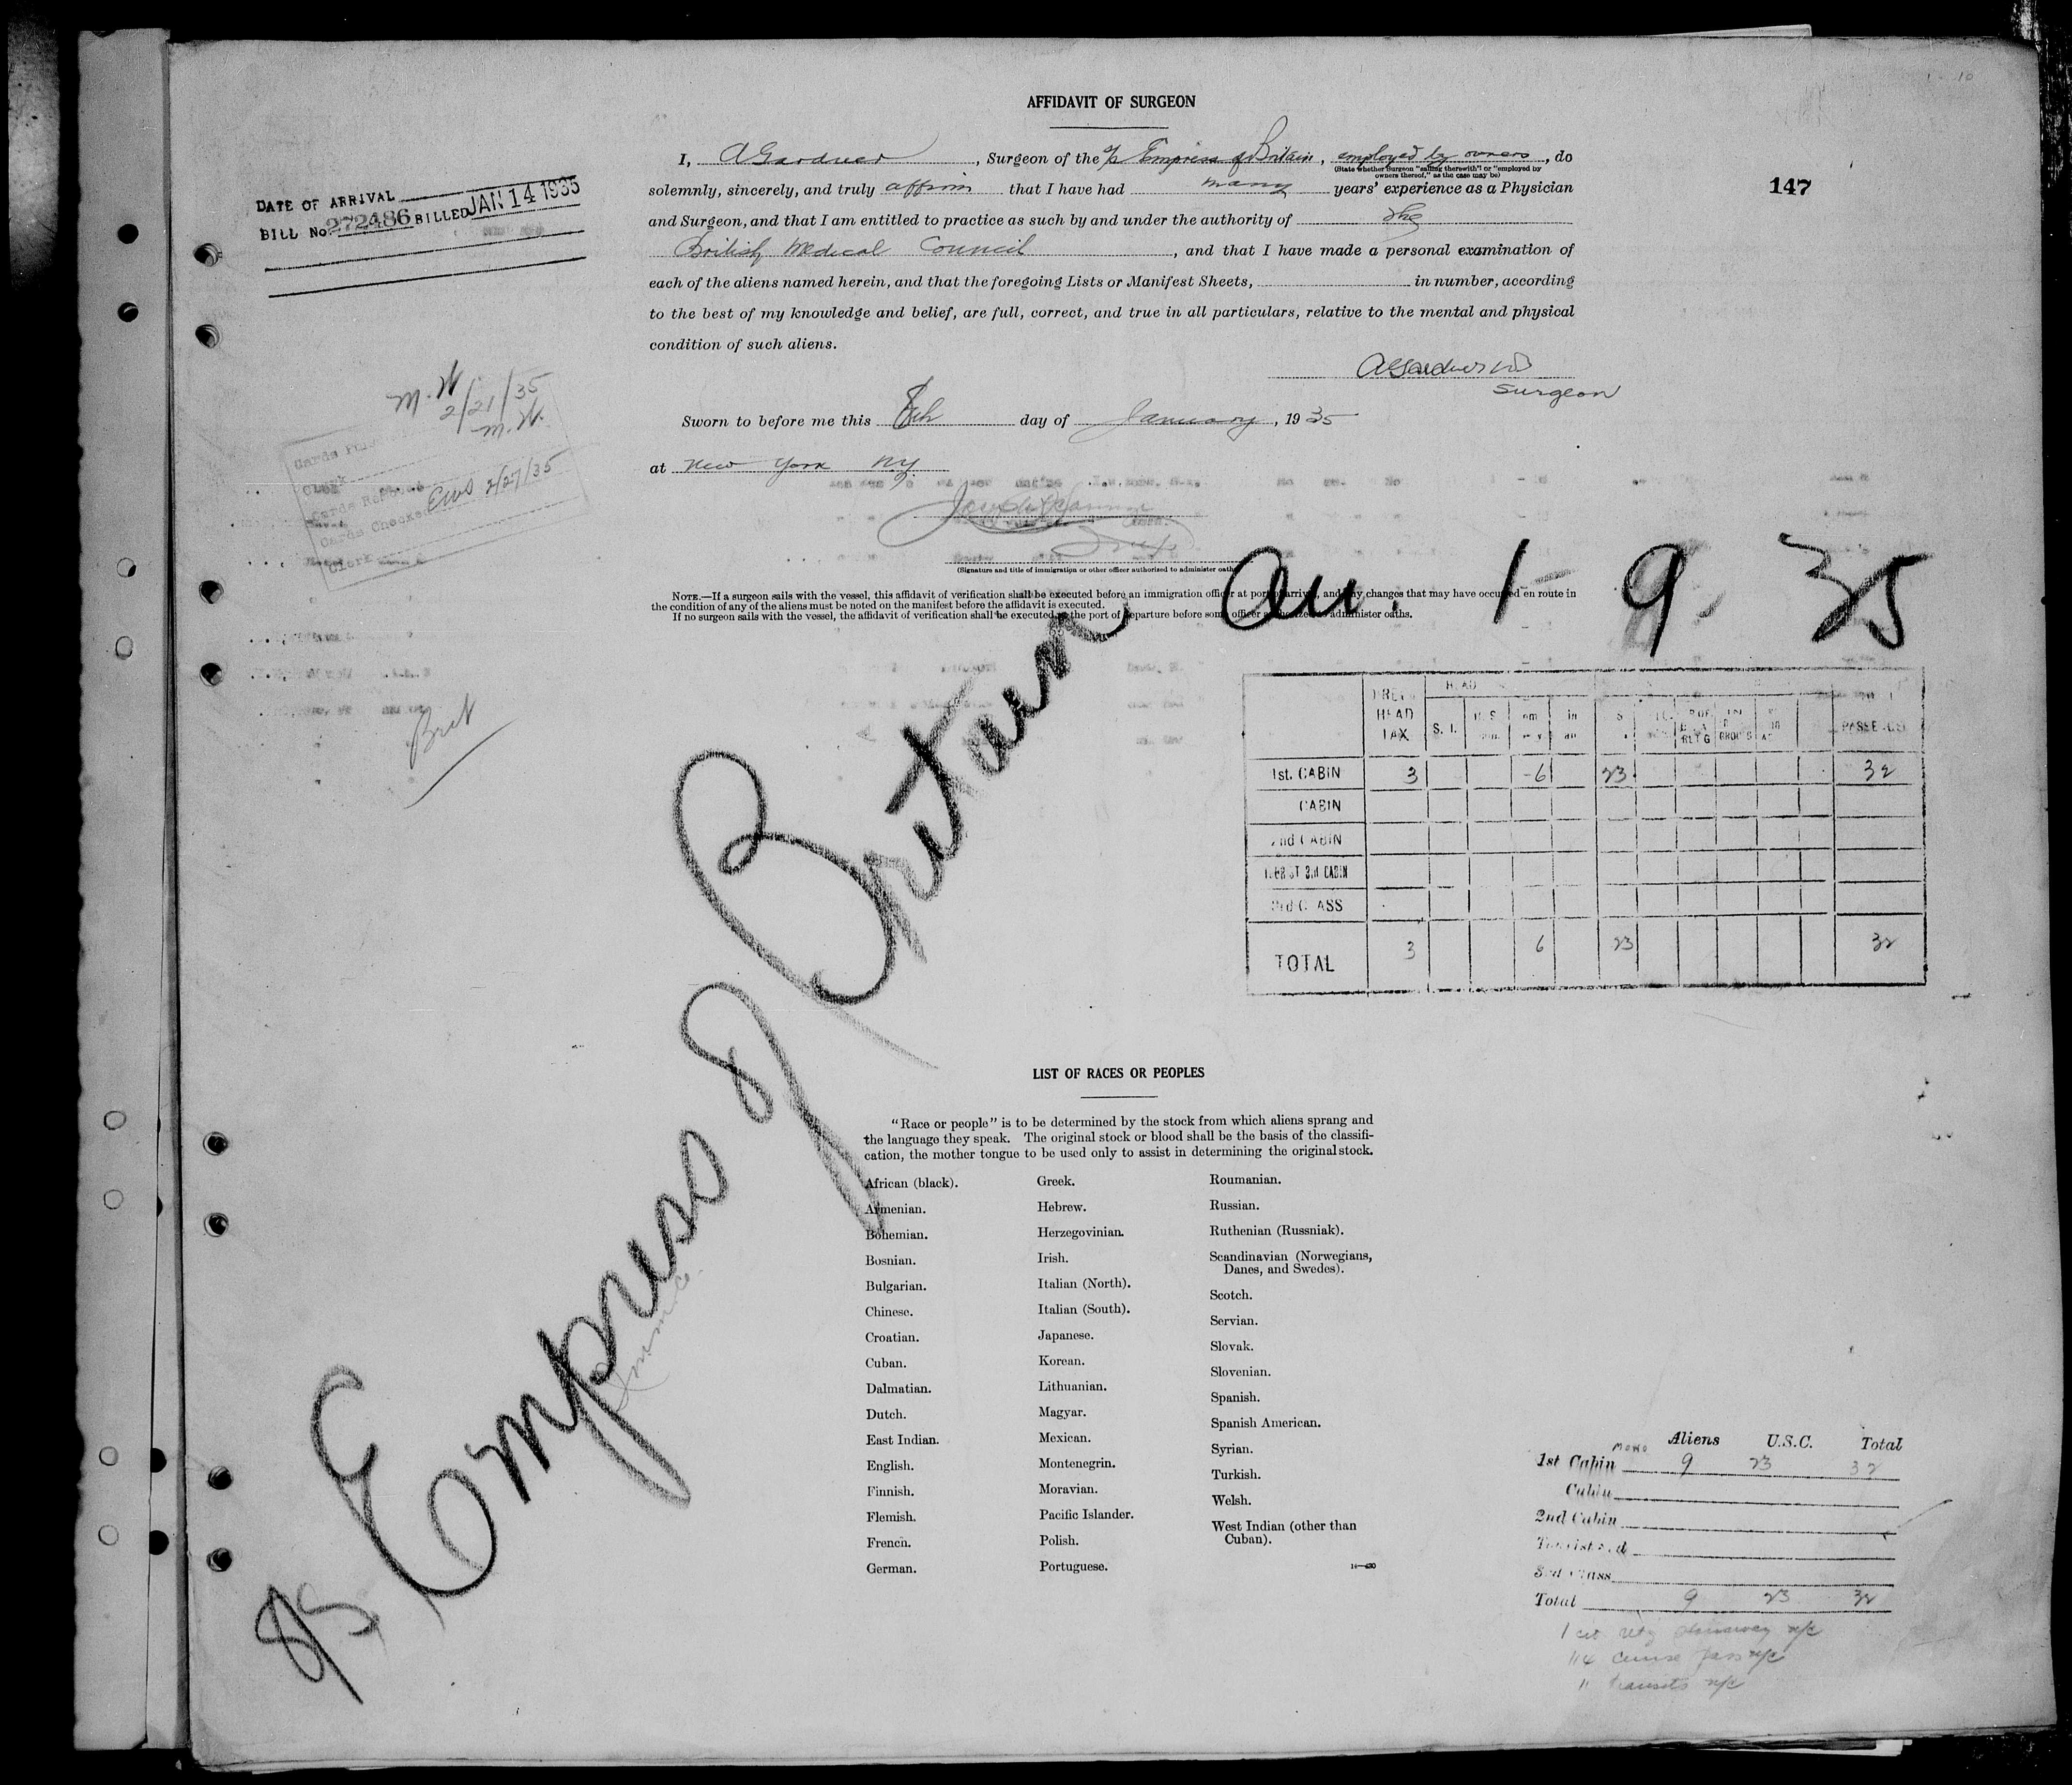 AFFIDAVIT OF SURGEON
147
I, A Gardner, Surgeon of the S/S Empress of Britain, employed by owners, do
(State whether Surgeon "sailing therewith" or "employed by
owners thereof," as the case may be)
solemnly, sincerely, and truly affirm that I have had many years' experience as a Physician
and Surgeon, and that I am entitled to practice as such by and under the authority of the
British Medical Council, and that I have made a personal examination of
each of the aliens named herein, and that the foregoing Lists or Manifest Sheets, in number, according
to the best of my knowledge and belief, are full, correct, and true in all particulars, relative to the mental and physical
condition of such aliens.
A Gardner
Surgeon
Sworn to before me this 8th day of January, 1935
at New York NY
(Signature and title of immigration or other officer authorized to administer oath)
NOTE.—If a surgeon sails with the vessel, this affidavit of verification shall be executed before an immigration officer at port of arrival, and any changes that may have occurred en route in
the condition of any of the aliens must be noted on the manifest before the affidavit is executed.
If no surgeon sails with the vessel, the affidavit of verification shall be executed at the port of departure before some officer authorized to administer oaths.
DATE OF ARRIVAL
BILL No. 272486 BILLED JAN 14 1935
M.W.
2/21/35
M.W.
Clerk
Cards Checked EWS 2/27/35
Clerk
Brit
S/S Empress of Britain
Arr. 1-9-35
HEAD TAX
HEAD
S. I.
PASSENGERS
1st. CABIN 3 6 23 32
CABIN
2nd CABIN
TOURIST 3rd CABIN
3rd CLASS
TOTAL 3 6 23 32
LIST OF RACES OR PEOPLES
"Race or people" is to be determined by the stock from which aliens sprang and
the language they speak. The original stock or blood shall be the basis of the classifi-
cation, the mother tongue to be used only to assist in determining the original stock.
African (black).
Armenian.
Bohemian.
Bosnian.
Bulgarian.
Chinese.
Croatian.
Cuban.
Dalmatian.
Dutch.
East Indian.
English.
Finnish.
Flemish.
French.
German.
Greek.
Hebrew.
Herzegovinian.
Irish.
Italian (North).
Italian (South).
Japanese.
Korean.
Lithuanian.
Magyar.
Mexican.
Montenegrin.
Moravian.
Pacific Islander.
Polish.
Portuguese.
Roumanian.
Russian.
Ruthenian (Russniak).
Scandinavian (Norwegians,
Danes, and Swedes).
Scotch.
Servian.
Slovak.
Slovenian.
Spanish.
Spanish American.
Syrian.
Turkish.
Welsh.
West Indian (other than
Cuban).
Aliens U.S.C. Total
1st Cabin 9 23 32
Cabin
2nd Cabin
Tourist 3rd
3rd Class
Total 9 23 32
114 cruise pass n/c
11 transits n/c